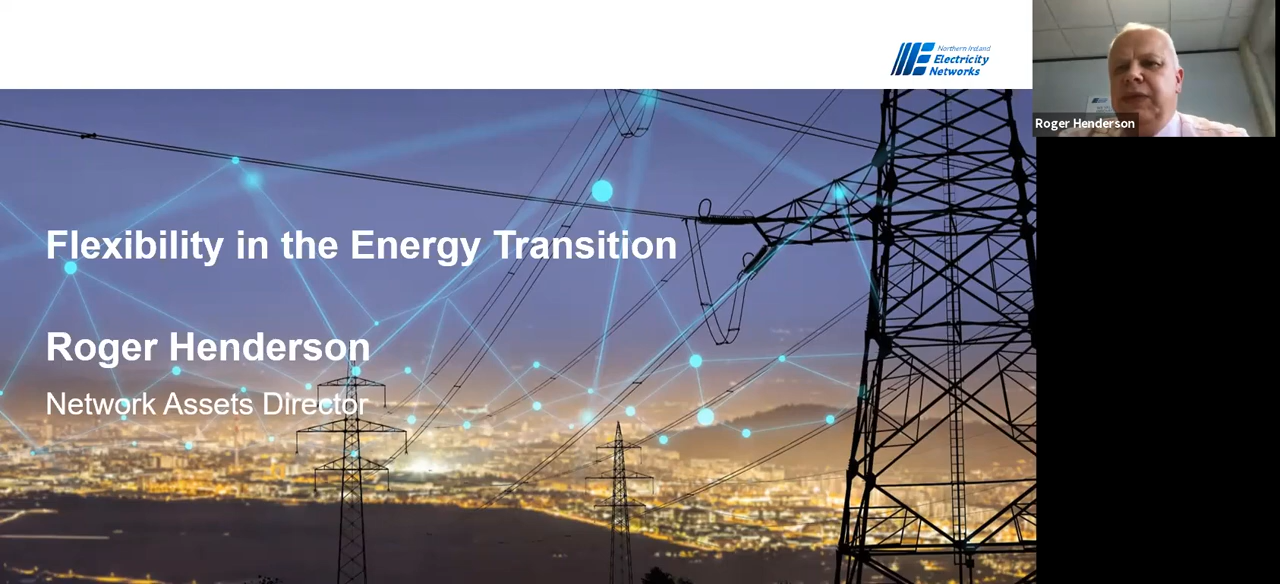 Northern Ireland
Electricity
Networks
Roger Henderson
Flexibility in the Energy Transition
Roger Henderson
Network Assets Director